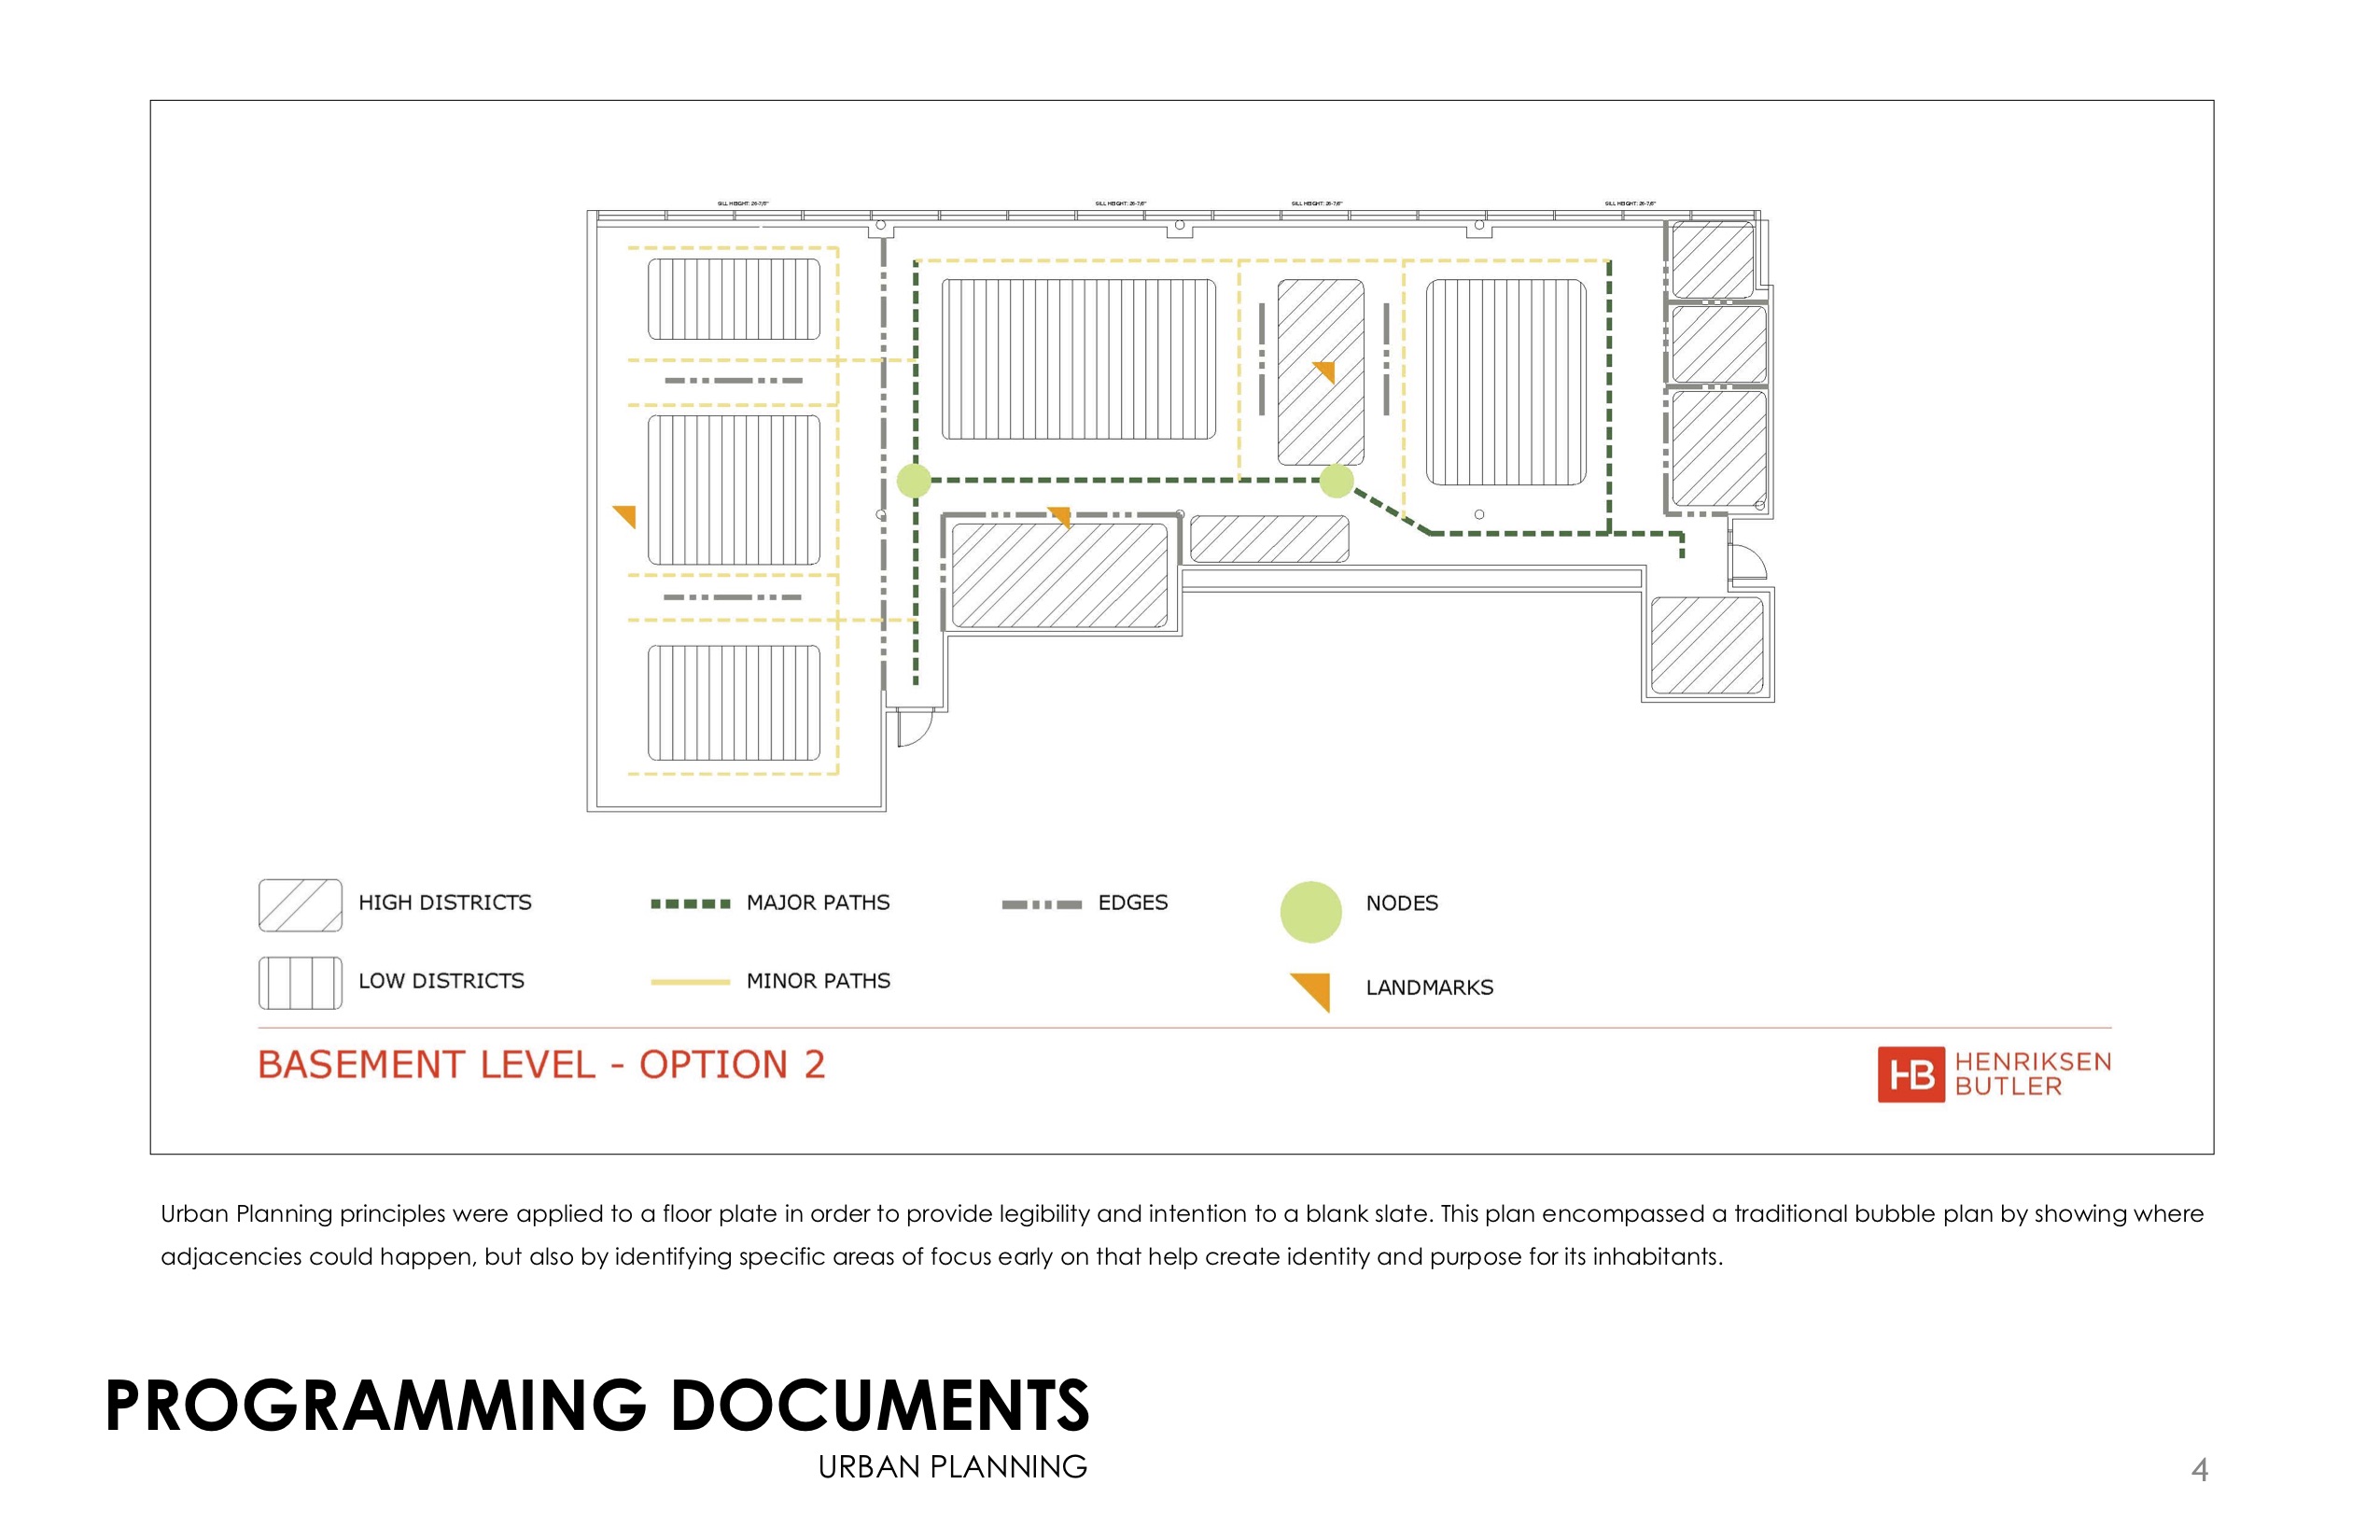 SILL HEIGHT: 26-7/8"
SILL HEIGHT: 26-7/8"
SILL HEIGHT: 26-7/8"
SILL HEIGHT: 26-7/8"
HIGH DISTRICTS
MAJOR PATHS
EDGES
NODES
LOW DISTRICTS
MINOR PATHS
LANDMARKS
BASEMENT LEVEL - OPTION 2
HB HENRIKSEN
BUTLER
Urban Planning principles were applied to a floor plate in order to provide legibility and intention to a blank slate. This plan encompassed a traditional bubble plan by showing where
adjacencies could happen, but also by identifying specific areas of focus early on that help create identity and purpose for its inhabitants.
PROGRAMMING DOCUMENTS
URBAN PLANNING
4